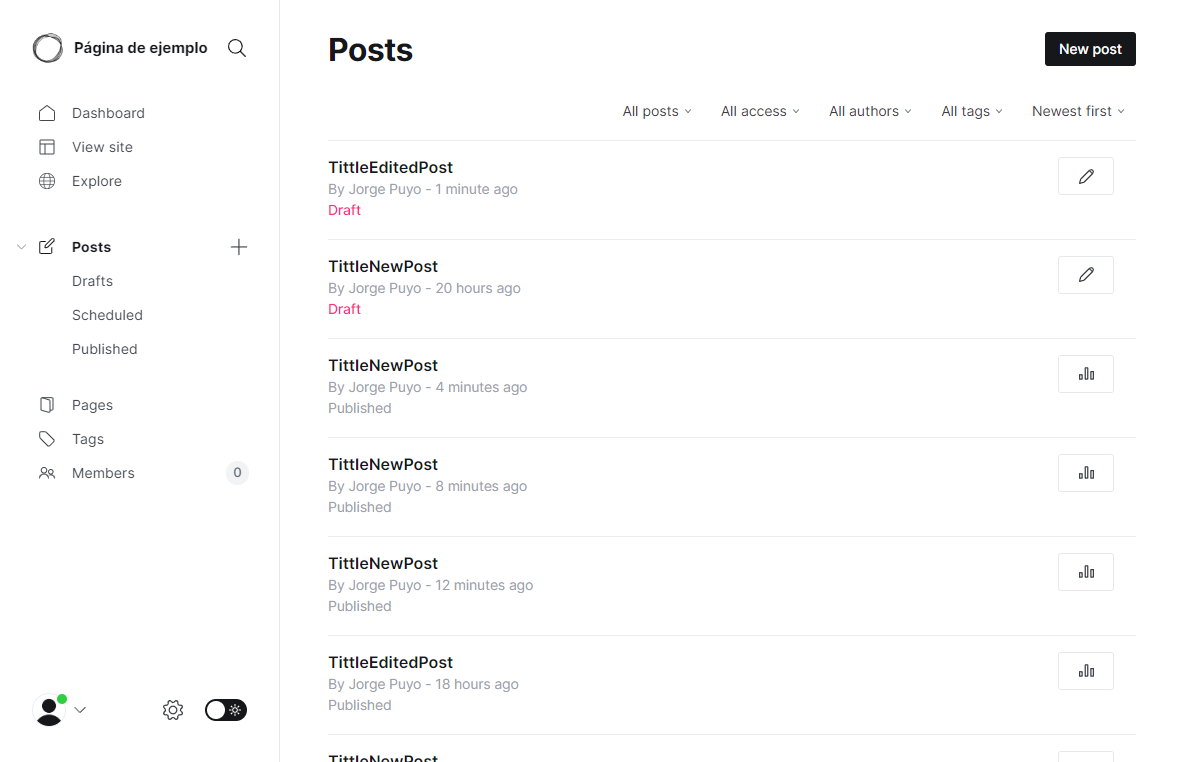 Página de ejemplo
Dashboard
View site
Explore
Posts
Drafts
Scheduled
Published
Pages
Tags
Members 0
Posts
New post
All posts All access All authors All tags Newest first
TittleEditedPost
By Jorge Puyo - 1 minute ago
Draft
TittleNewPost
By Jorge Puyo - 20 hours ago
Draft
TittleNewPost
By Jorge Puyo - 4 minutes ago
Published
TittleNewPost
By Jorge Puyo - 8 minutes ago
Published
TittleNewPost
By Jorge Puyo - 12 minutes ago
Published
TittleEditedPost
By Jorge Puyo - 18 hours ago
Published
TittleNewPost